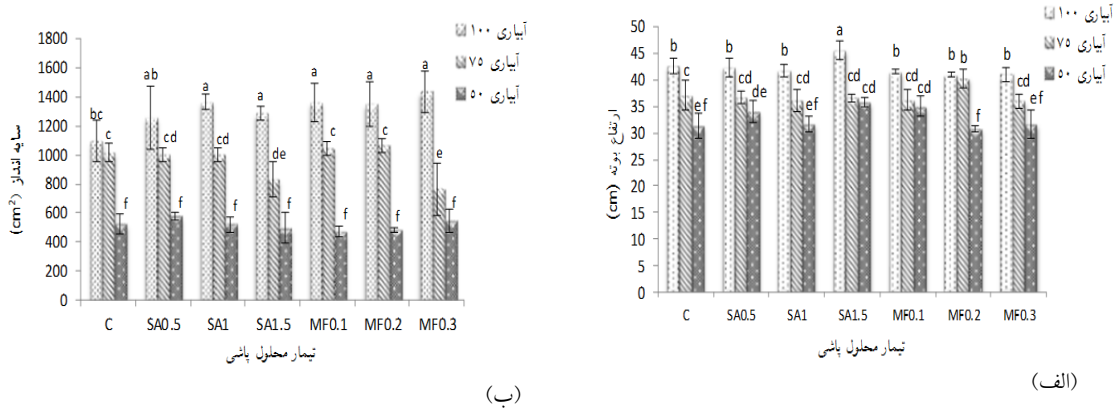 آبیاری ۱۰۰
آبیاری ۷۵
آبیاری ۵۰
45
40
35
30
25
20
15
10
5
0
ارتفاع بوته (cm)
b c ef
b cd de
b cd ef
a cd cd
b cd cd
b b f
b cd ef
C SA0.5 SA1 SA1.5 MF0.1 MF0.2 MF0.3
تیمار محلول پاشی
(الف)
آبیاری ۱۰۰
آبیاری ۷۵
آبیاری ۵۰
1800
1600
1400
1200
1000
800
600
400
200
0
سایه انداز (cm²)
bc c f
ab cd f
a cd f
a de f
a c f
a c f
a e f
C SA0.5 SA1 SA1.5 MF0.1 MF0.2 MF0.3
تیمار محلول پاشی
(ب)